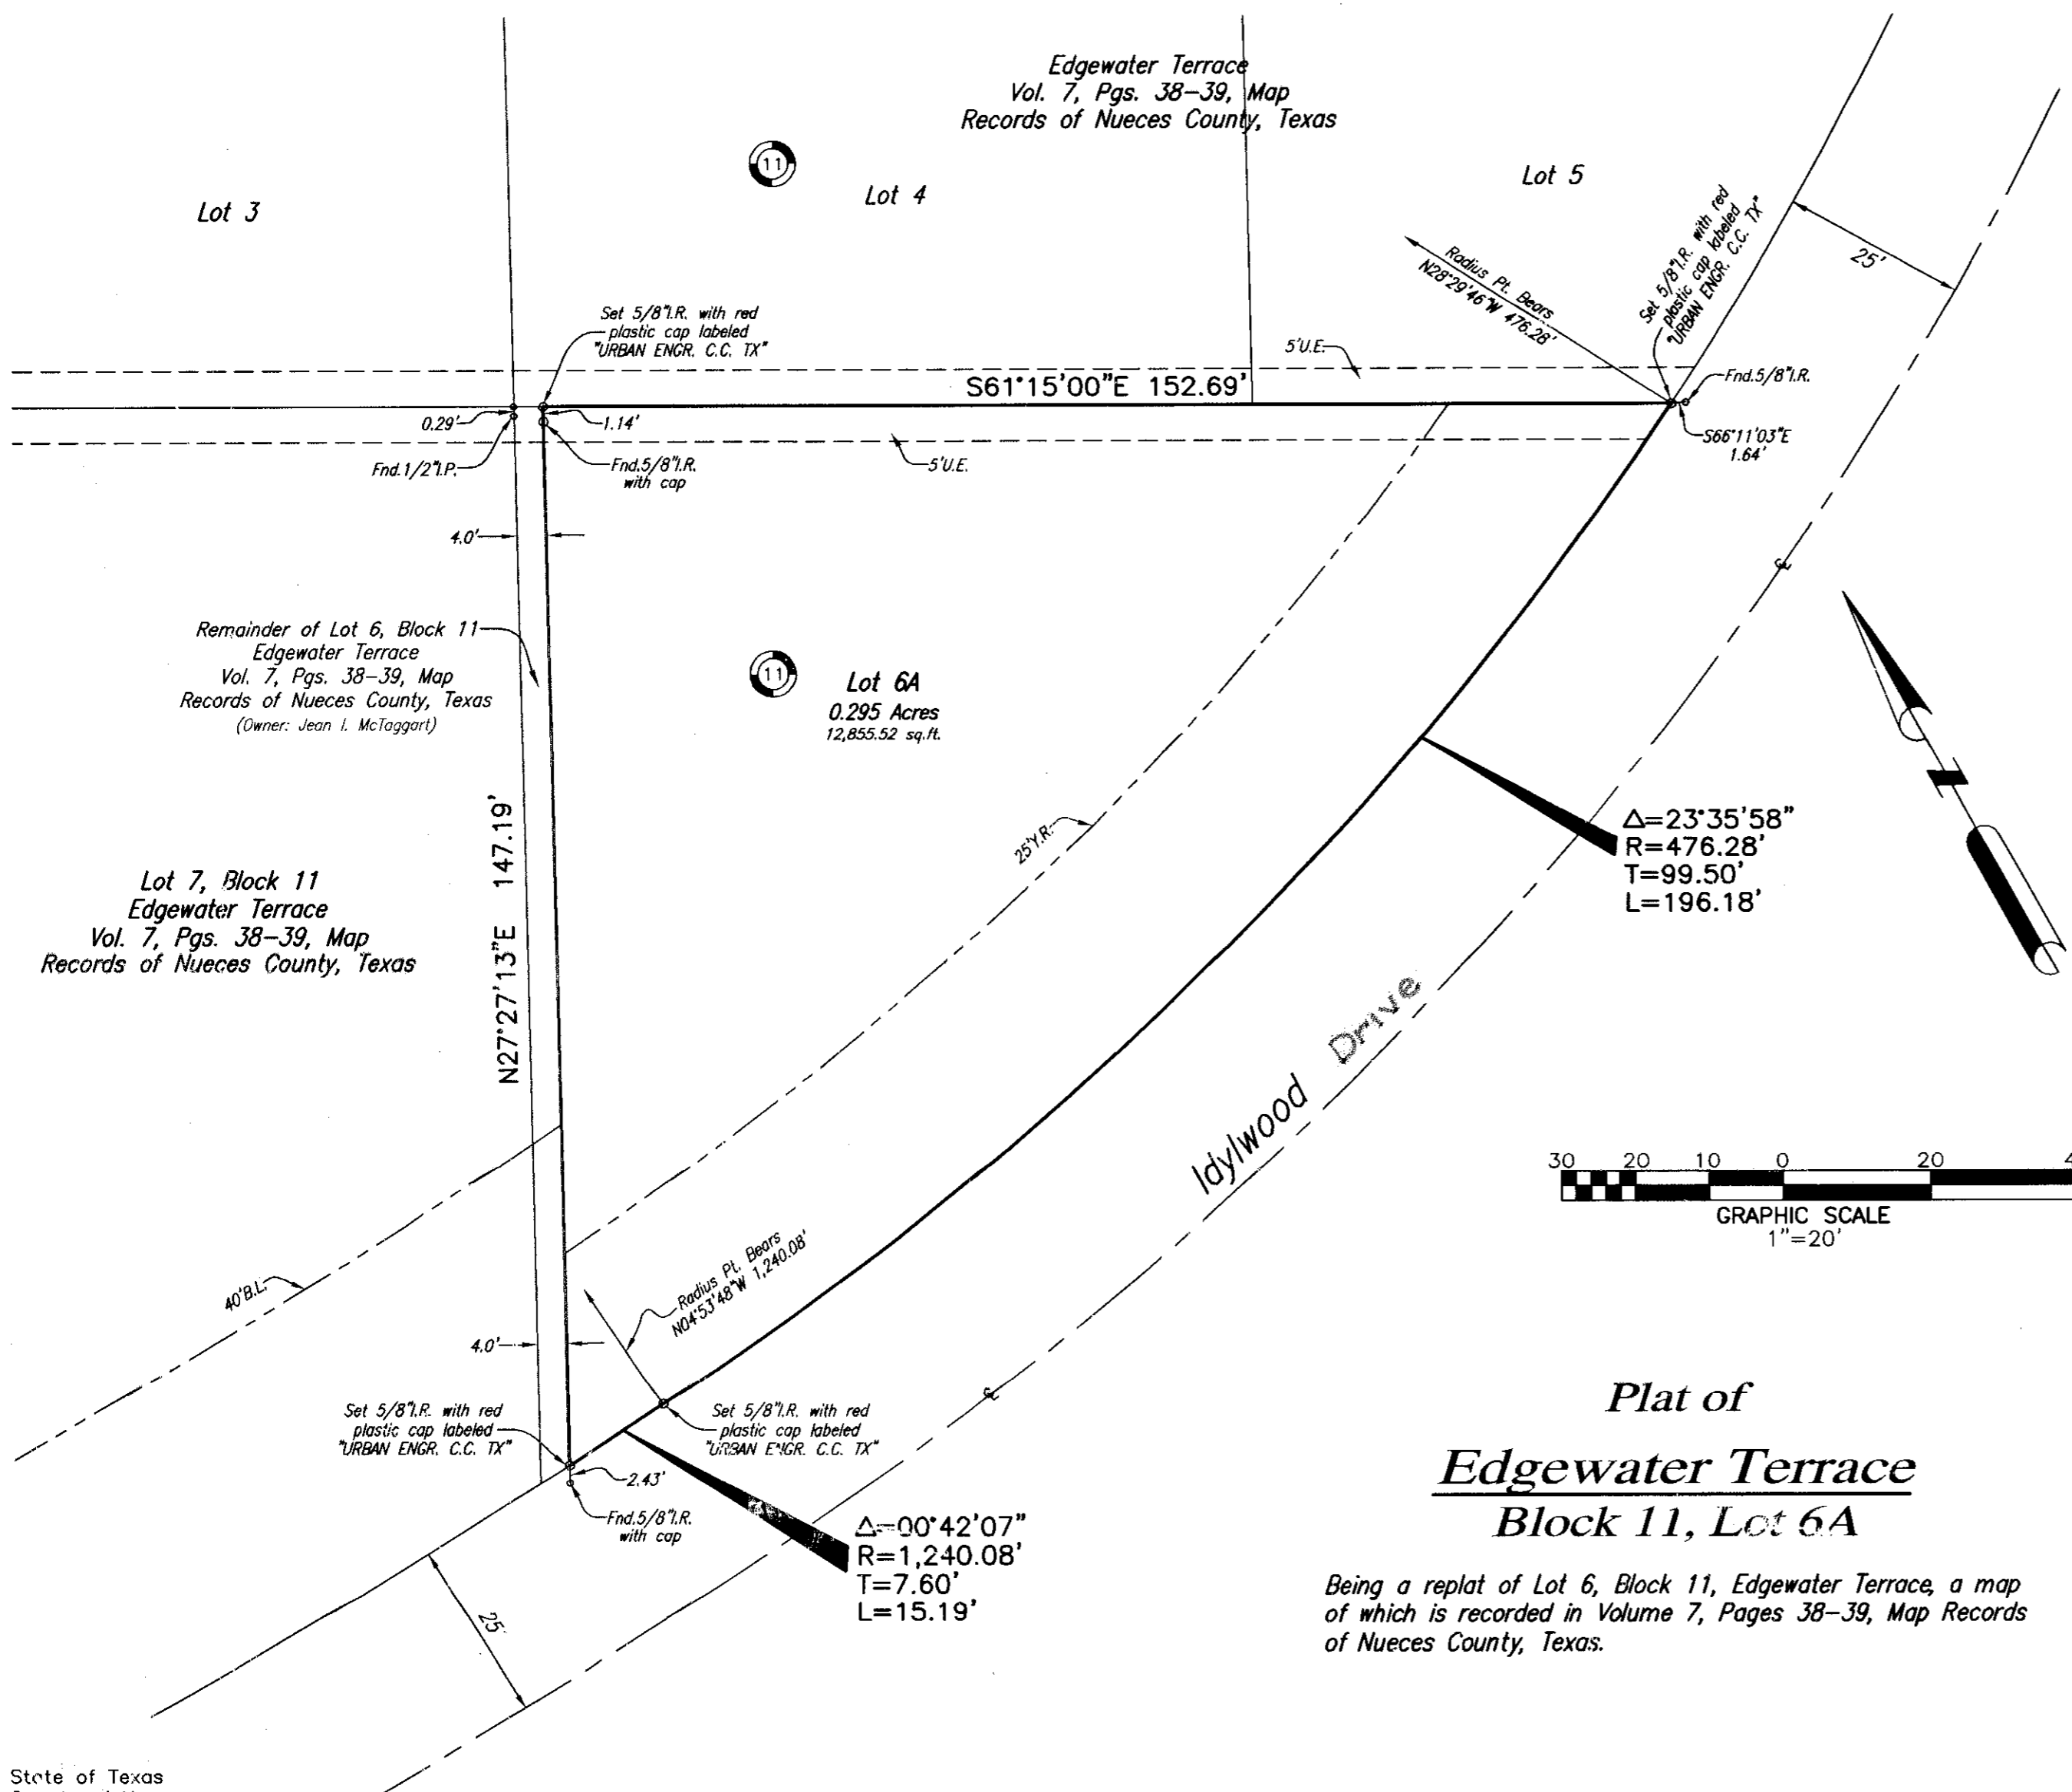 Edgewater Terrace
Vol. 7, Pgs. 38-39, Map
Records of Nueces County, Texas
11
Lot 3
Lot 4
Lot 5
Set 5/8"I.R. with red
plastic cap labeled
"URBAN ENGR. C.C. TX"
Radius Pt. Bears
N28°29'46"W 476.28'
Set 5/8"I.R. with red
plastic cap labeled
"URBAN ENGR. C.C. TX"
25'
5'U.E.
S61°15'00"E 152.69'
Fnd.5/8"I.R.
0.29'
1.14'
S66°11'03"E
1.64'
Fnd.1/2"I.P.
Fnd.5/8"I.R.
with cap
5'U.E.
4.0'
℄
Remainder of Lot 6, Block 11
Edgewater Terrace
Vol. 7, Pgs. 38-39, Map
Records of Nueces County, Texas
(Owner: Jean I. McTaggart)
11
Lot 6A
0.295 Acres
12,855.52 sq.ft.
N
N27°27'13"E 147.19'
25'Y.R.
Δ=23°35'58"
R=476.28'
T=99.50'
L=196.18'
Lot 7, Block 11
Edgewater Terrace
Vol. 7, Pgs. 38-39, Map
Records of Nueces County, Texas
Idylwood Drive
30 20 10 0 20 4
GRAPHIC SCALE
1"=20'
40'B.L.
Radius Pt. Bears
N04°53'48"W 1,240.08'
4.0'
℄
Set 5/8"I.R. with red
plastic cap labeled
"URBAN ENGR. C.C. TX"
Set 5/8"I.R. with red
plastic cap labeled
"URBAN ENGR. C.C. TX"
2.43'
Fnd.5/8"I.R.
with cap
Δ=00°42'07"
R=1,240.08'
T=7.60'
L=15.19'
25'
Plat of
Edgewater Terrace
Block 11, Lot 6A
Being a replat of Lot 6, Block 11, Edgewater Terrace, a map
of which is recorded in Volume 7, Pages 38-39, Map Records
of Nueces County, Texas.
State of Texas